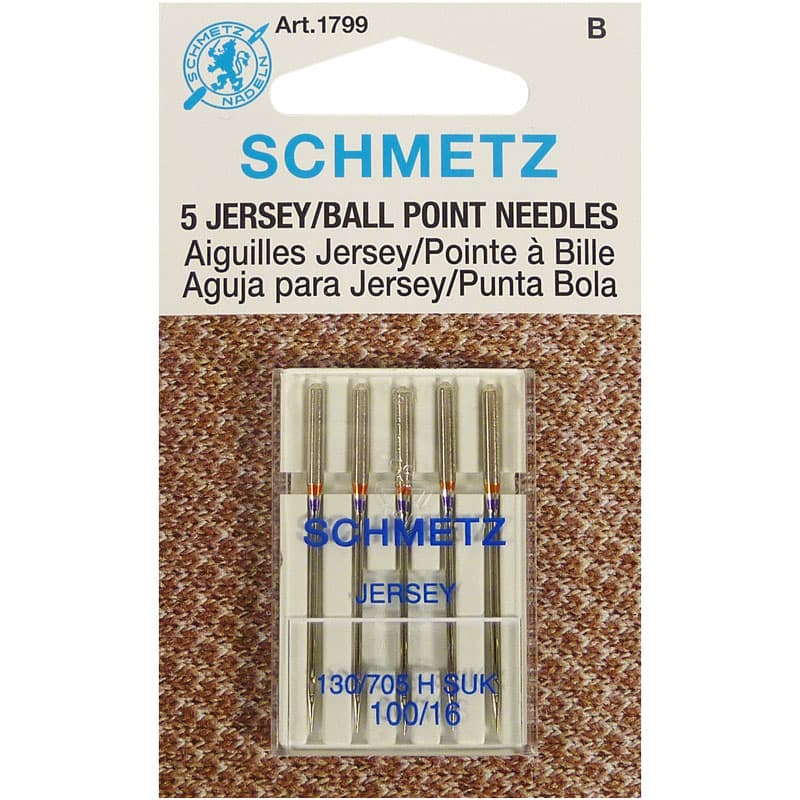 SCHMETZ
NADELN
Art.1799
B
SCHMETZ
5 JERSEY/BALL POINT NEEDLES
Aiguilles Jersey/Pointe à Bille
Aguja para Jersey/Punta Bola
SCHMETZ
JERSEY
130/705 H SUK
100/16